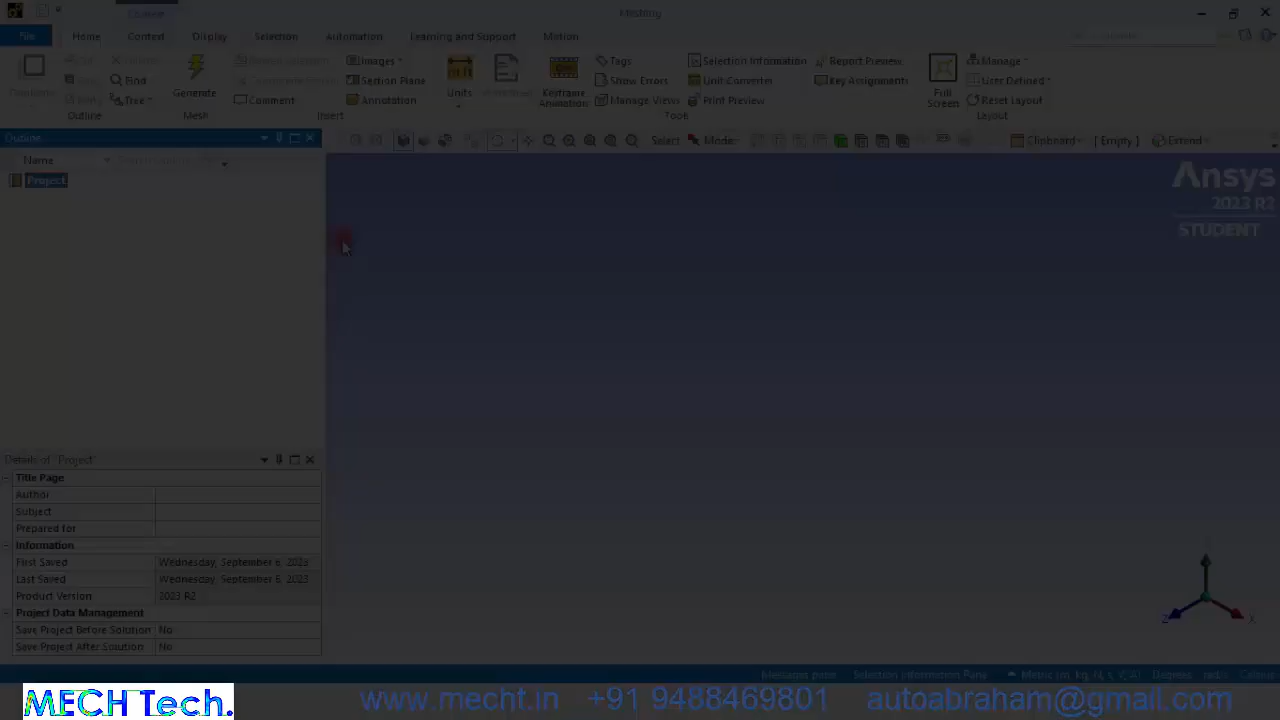 Context
Meshing
File Home Context Display Selection Automation Learning and Support Motion
Duplicate
Outline
Find
Tree
Generate
Mesh
Comment
Images
Section Plane
Annotation
Insert
Units
Keyframe
Animation
Tags
Show Errors
Manage Views
Selection Information
Unit Converter
Print Preview
Report Preview
Key Assignments
Tools
Full
Screen
Manage
User Defined
Reset Layout
Layout
Outline
Select Mode
Clipboard [ Empty ] Extend
Name
Project
Ansys
2023 R2
STUDENT
Details of "Project"
Title Page
Author
Subject
Prepared for
Information
First Saved Wednesday, September 6, 2023
Last Saved Wednesday, September 6, 2023
Product Version 2023 R2
Project Data Management
Save Project Before Solution No
Save Project After Solution No
Z X
Messages pane Selection Information Pane Degrees rad/s Celsius
MECH Tech. www.mecht.in +91 9488469801 autoabraham@gmail.com